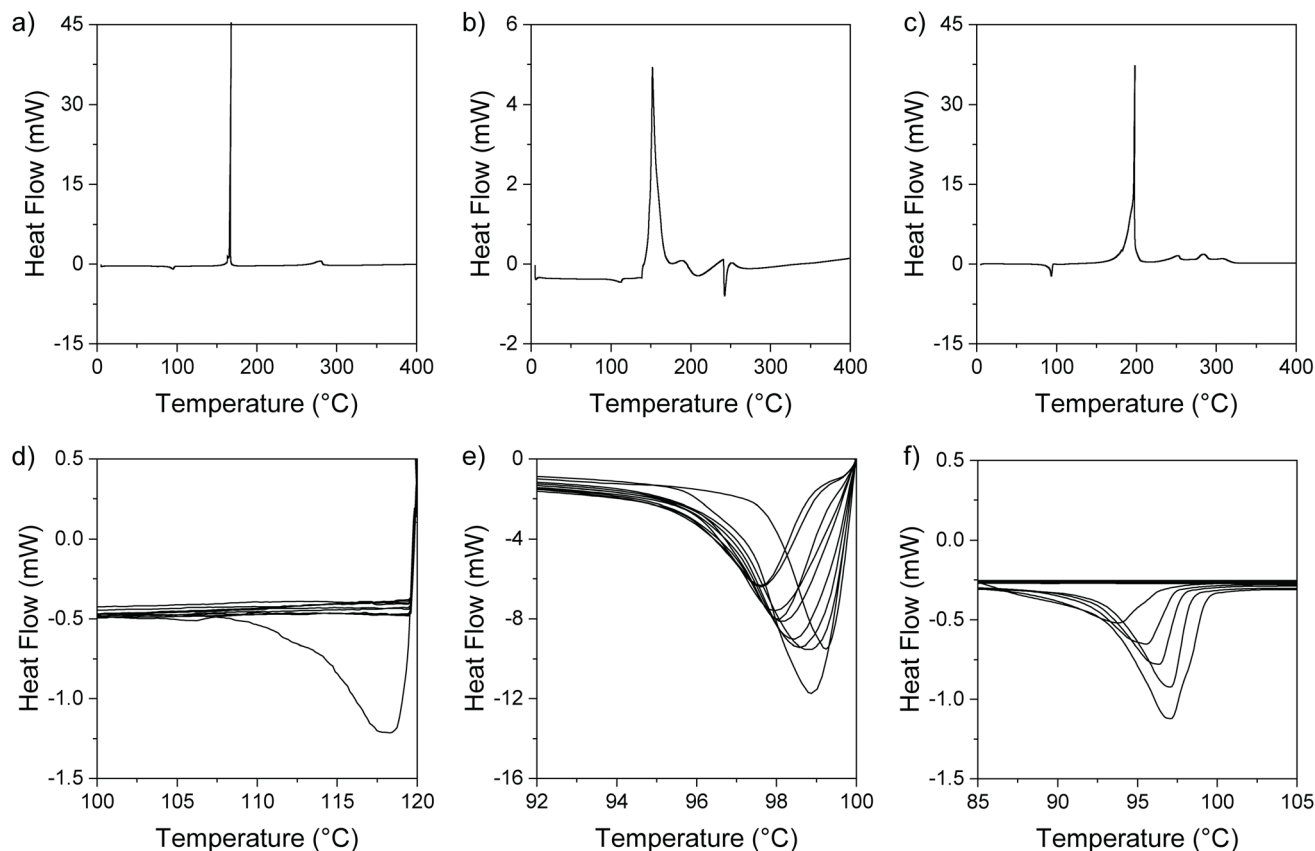 a)
Heat Flow (mW)
45
30
15
0
-15
0 100 200 300 400
Temperature (°C)
b)
Heat Flow (mW)
6
4
2
0
-2
0 100 200 300 400
Temperature (°C)
c)
Heat Flow (mW)
45
30
15
0
-15
0 100 200 300 400
Temperature (°C)
d)
Heat Flow (mW)
0.5
0.0
-0.5
-1.0
-1.5
100 105 110 115 120
Temperature (°C)
e)
Heat Flow (mW)
0
-4
-8
-12
-16
92 94 96 98 100
Temperature (°C)
f)
Heat Flow (mW)
0.5
0.0
-0.5
-1.0
-1.5
85 90 95 100 105
Temperature (°C)